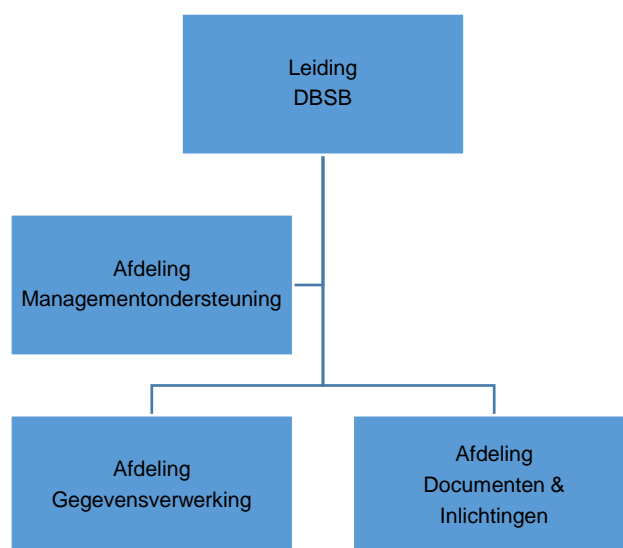 Leiding
DBSB
Afdeling
Managementondersteuning
Afdeling
Gegevensverwerking
Afdeling
Documenten &
Inlichtingen